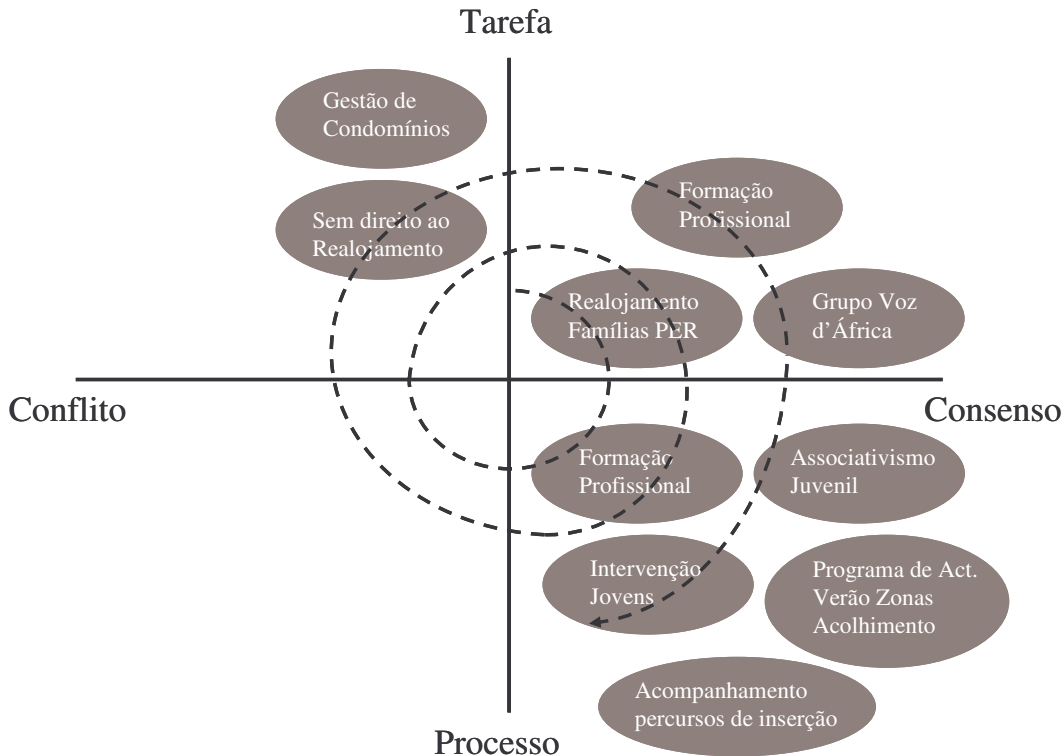 Tarefa
Gestão de
Condomínios
Sem direito ao
Realojamento
Formação
Profissional
Realojamento
Famílias PER
Grupo Voz
d’África
Conflito
Consenso
Formação
Profissional
Associativismo
Juvenil
Intervenção
Jovens
Programa de Act.
Verão Zonas
Acolhimento
Acompanhamento
percursos de inserção
Processo